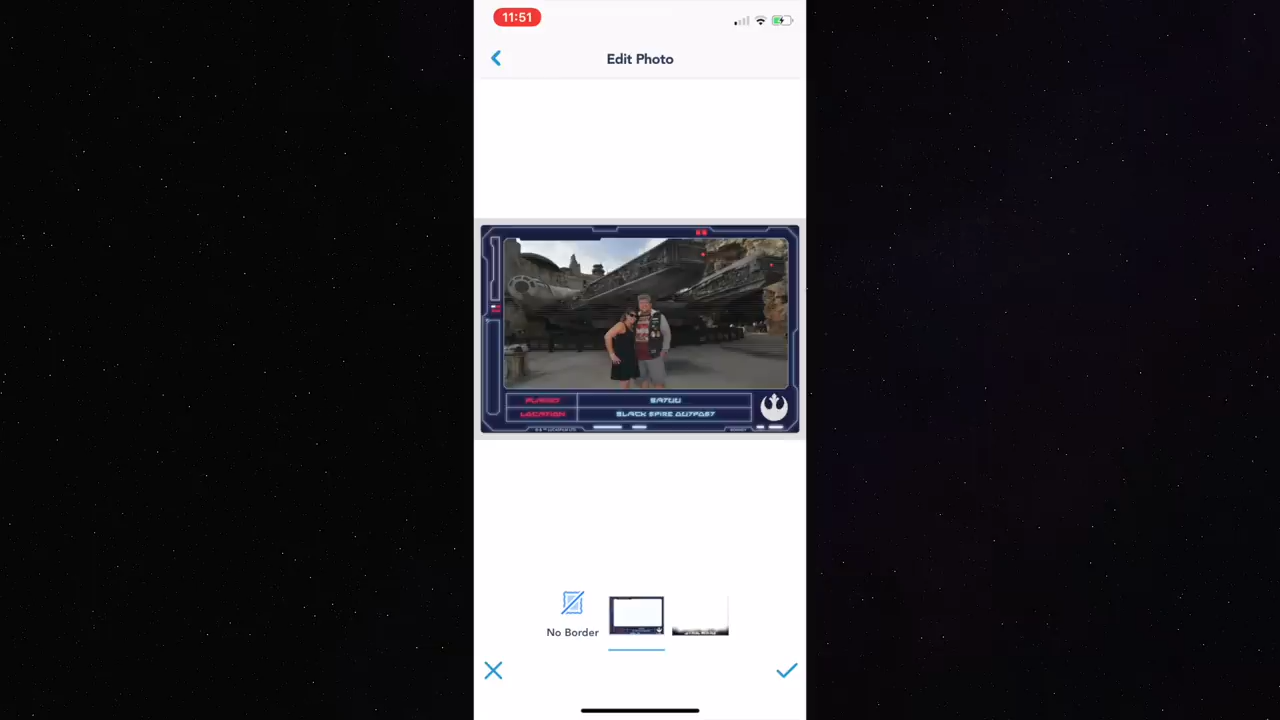 11:51
Edit Photo
PLANET BATUU
LOCATION BLACK SPIRE OUTPOST
No Border